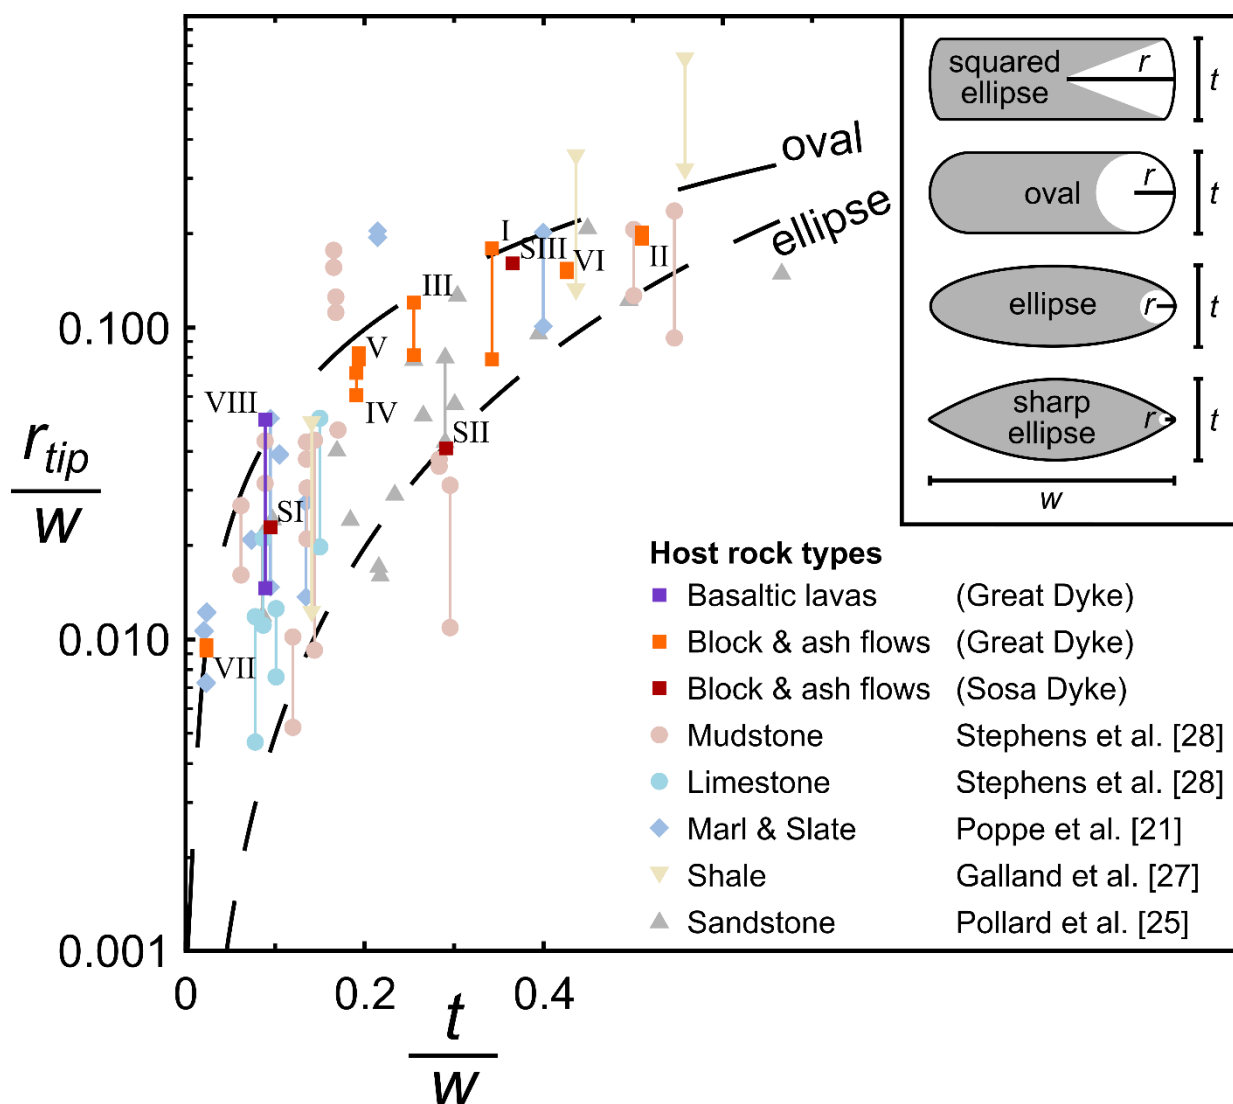 r_tip
w
0.100
0.010
0.001
0
0.2
0.4
t
w
oval
ellipse
I
SIII
VI
II
III
V
IV
VIII
SII
SI
VII
squared
ellipse
r
t
oval
r
t
ellipse
r
t
sharp
ellipse
r
t
w
Host rock types
Basaltic lavas (Great Dyke)
Block & ash flows (Great Dyke)
Block & ash flows (Sosa Dyke)
Mudstone Stephens et al. [28]
Limestone Stephens et al. [28]
Marl & Slate Poppe et al. [21]
Shale Galland et al. [27]
Sandstone Pollard et al. [25]